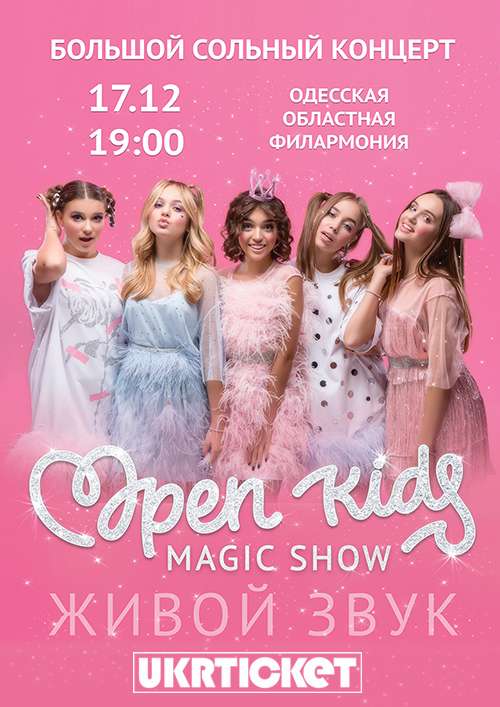 БОЛЬШОЙ СОЛЬНЫЙ КОНЦЕРТ
17.12
19:00
ОДЕССКАЯ
ОБЛАСТНАЯ
ФИЛАРМОНИЯ
Open Kids
MAGIC SHOW
ЖИВОЙ ЗВУК
UKRTICKET